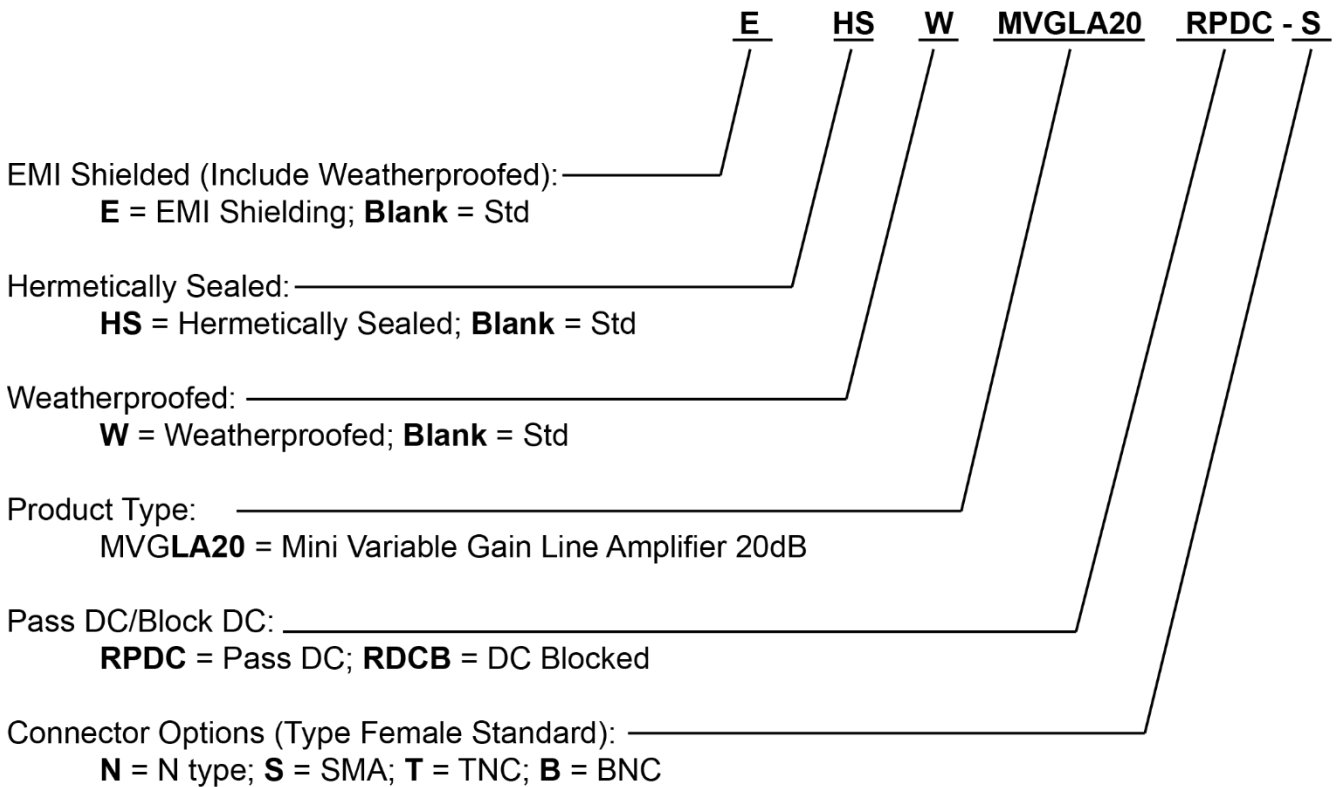 E HS W MVGLA20 RPDC - S
EMI Shielded (Include Weatherproofed):
E = EMI Shielding; Blank = Std
Hermetically Sealed:
HS = Hermetically Sealed; Blank = Std
Weatherproofed:
W = Weatherproofed; Blank = Std
Product Type:
MVGLA20 = Mini Variable Gain Line Amplifier 20dB
Pass DC/Block DC:
RPDC = Pass DC; RDCB = DC Blocked
Connector Options (Type Female Standard):
N = N type; S = SMA; T = TNC; B = BNC